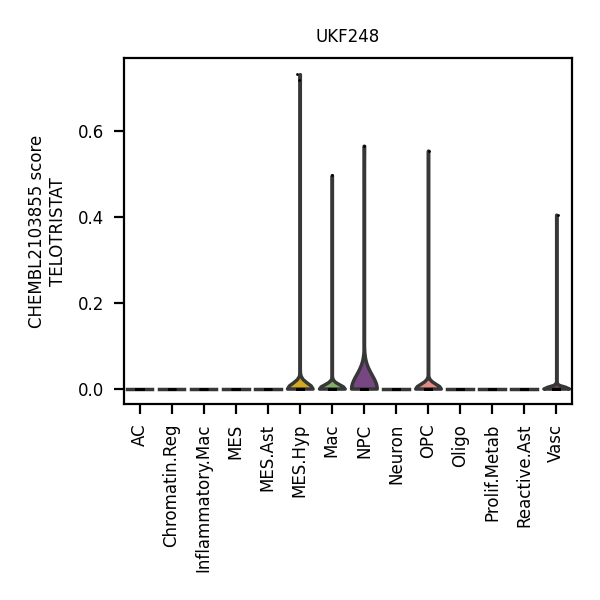 UKF248
CHEMBL2103855 score
TELOTRISTAT
0.6
0.4
0.2
0.0
AC
Chromatin.Reg
Inflammatory.Mac
MES
MES.Ast
MES.Hyp
Mac
NPC
Neuron
OPC
Oligo
Prolif.Metab
Reactive.Ast
Vasc